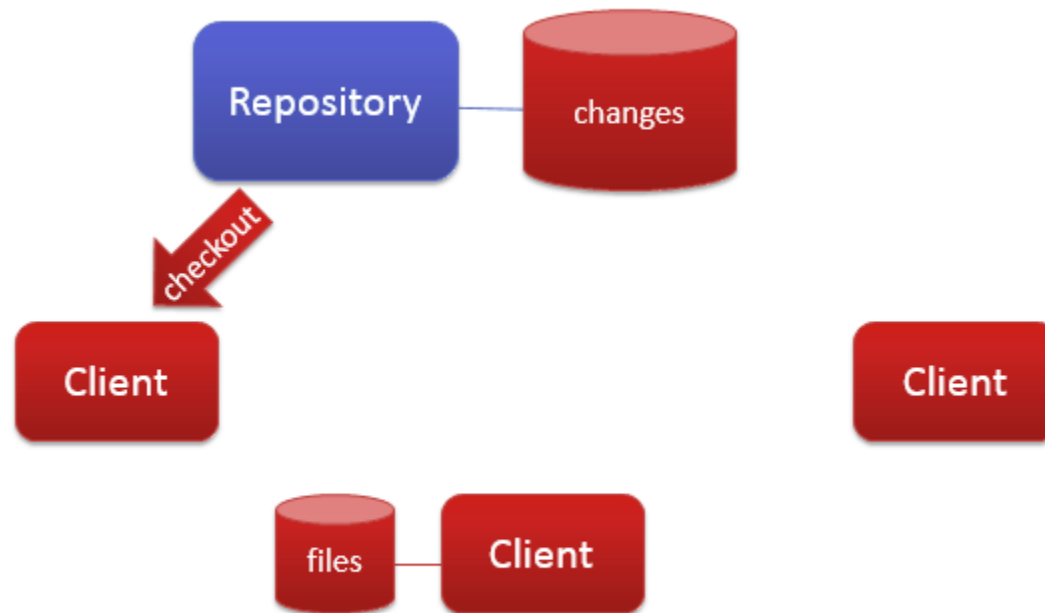 Repository
changes
checkout
Client
Client
files
Client